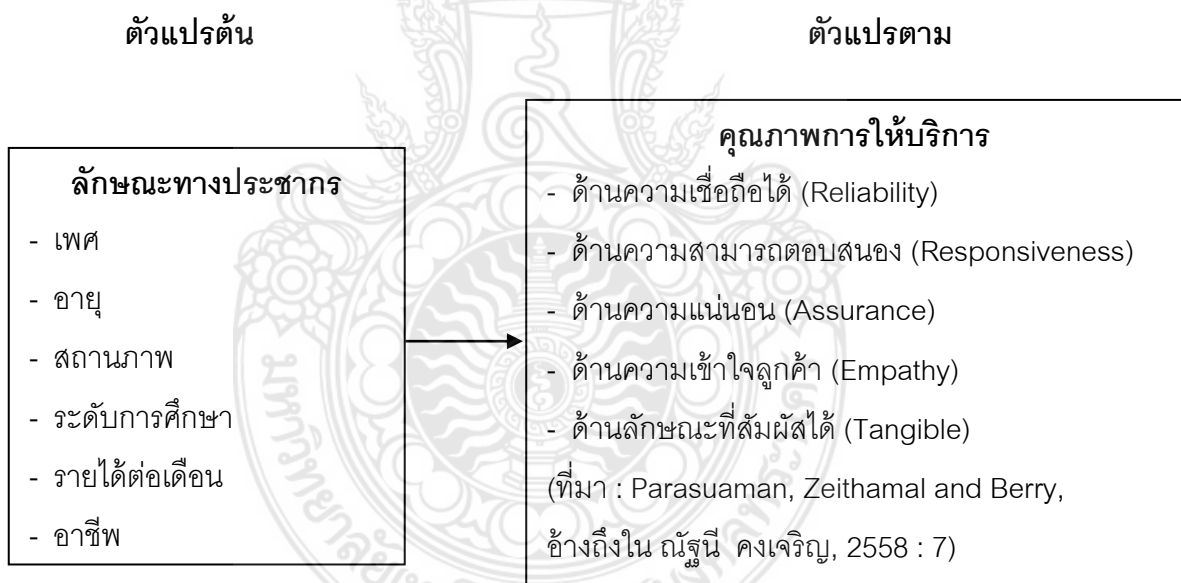 ตัวแปรต้น
ตัวแปรตาม
ลักษณะทางประชากร
- เพศ
- อายุ
- สถานภาพ
- ระดับการศึกษา
- รายได้ต่อเดือน
- อาชีพ
คุณภาพการให้บริการ
- ด้านความเชื่อถือได้ (Reliability)
- ด้านความสามารถตอบสนอง (Responsiveness)
- ด้านความแน่นอน (Assurance)
- ด้านความเข้าใจลูกค้า (Empathy)
- ด้านลักษณะที่สัมผัสได้ (Tangible)
(ที่มา : Parasuaman, Zeithamal and Berry,
อ้างถึงใน ณัฐนี คงเจริญ, 2558 : 7)